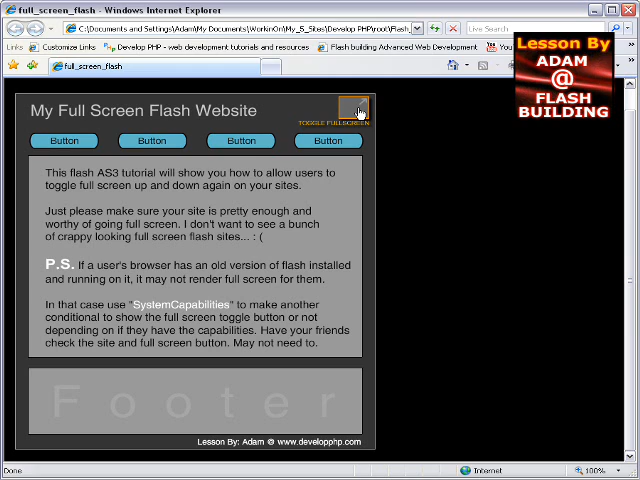 full_screen_flash - Windows Internet Explorer
C:\Documents and Settings\Adam\My Documents\WorkinOn\My_5_Sites\Develop PHP\root\Flash_
Live Search
Links
Customize Links
Develop PHP - web development tutorials and resources
Flash building Advanced Web Development
full_screen_flash
Lesson By
ADAM
@
FLASH
BUILDING
My Full Screen Flash Website
TOGGLE FULLSCREEN
Button Button Button Button
This flash AS3 tutorial will show you how to allow users to
toggle full screen up and down again on your sites.
Just please make sure your site is pretty enough and
worthy of going full screen. I don't want to see a bunch
of crappy looking full screen flash sites... : (
P.S. If a user's browser has an old version of flash installed
and running on it, it may not render full screen for them.
In that case use "SystemCapabilities" to make another
conditional to show the full screen toggle button or not
depending on if they have the capabilities. Have your friends
check the site and full screen button. May not need to.
Footer
Lesson By: Adam @ www.developphp.com
Done
Internet
100%